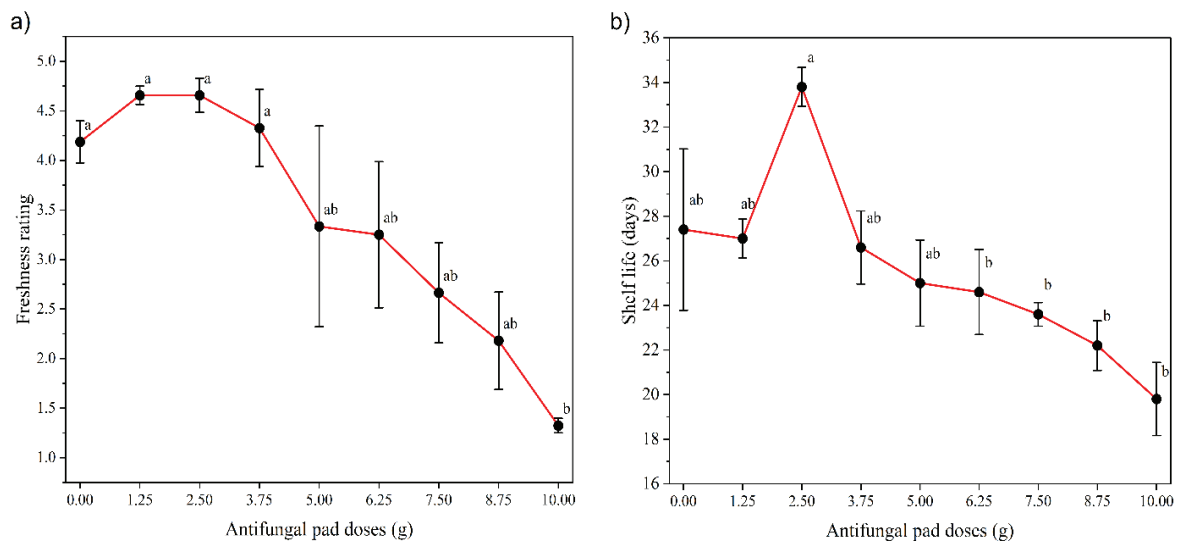 a)
Freshness rating
5.0
4.5
4.0
3.5
3.0
2.5
2.0
1.5
1.0
a
a
a
a
ab
ab
ab
ab
b
0.00 1.25 2.50 3.75 5.00 6.25 7.50 8.75 10.00
Antifungal pad doses (g)
b)
Shelf life (days)
36
34
32
30
28
26
24
22
20
18
16
ab
ab
a
ab
ab
b
b
b
b
0.00 1.25 2.50 3.75 5.00 6.25 7.50 8.75 10.00
Antifungal pad doses (g)